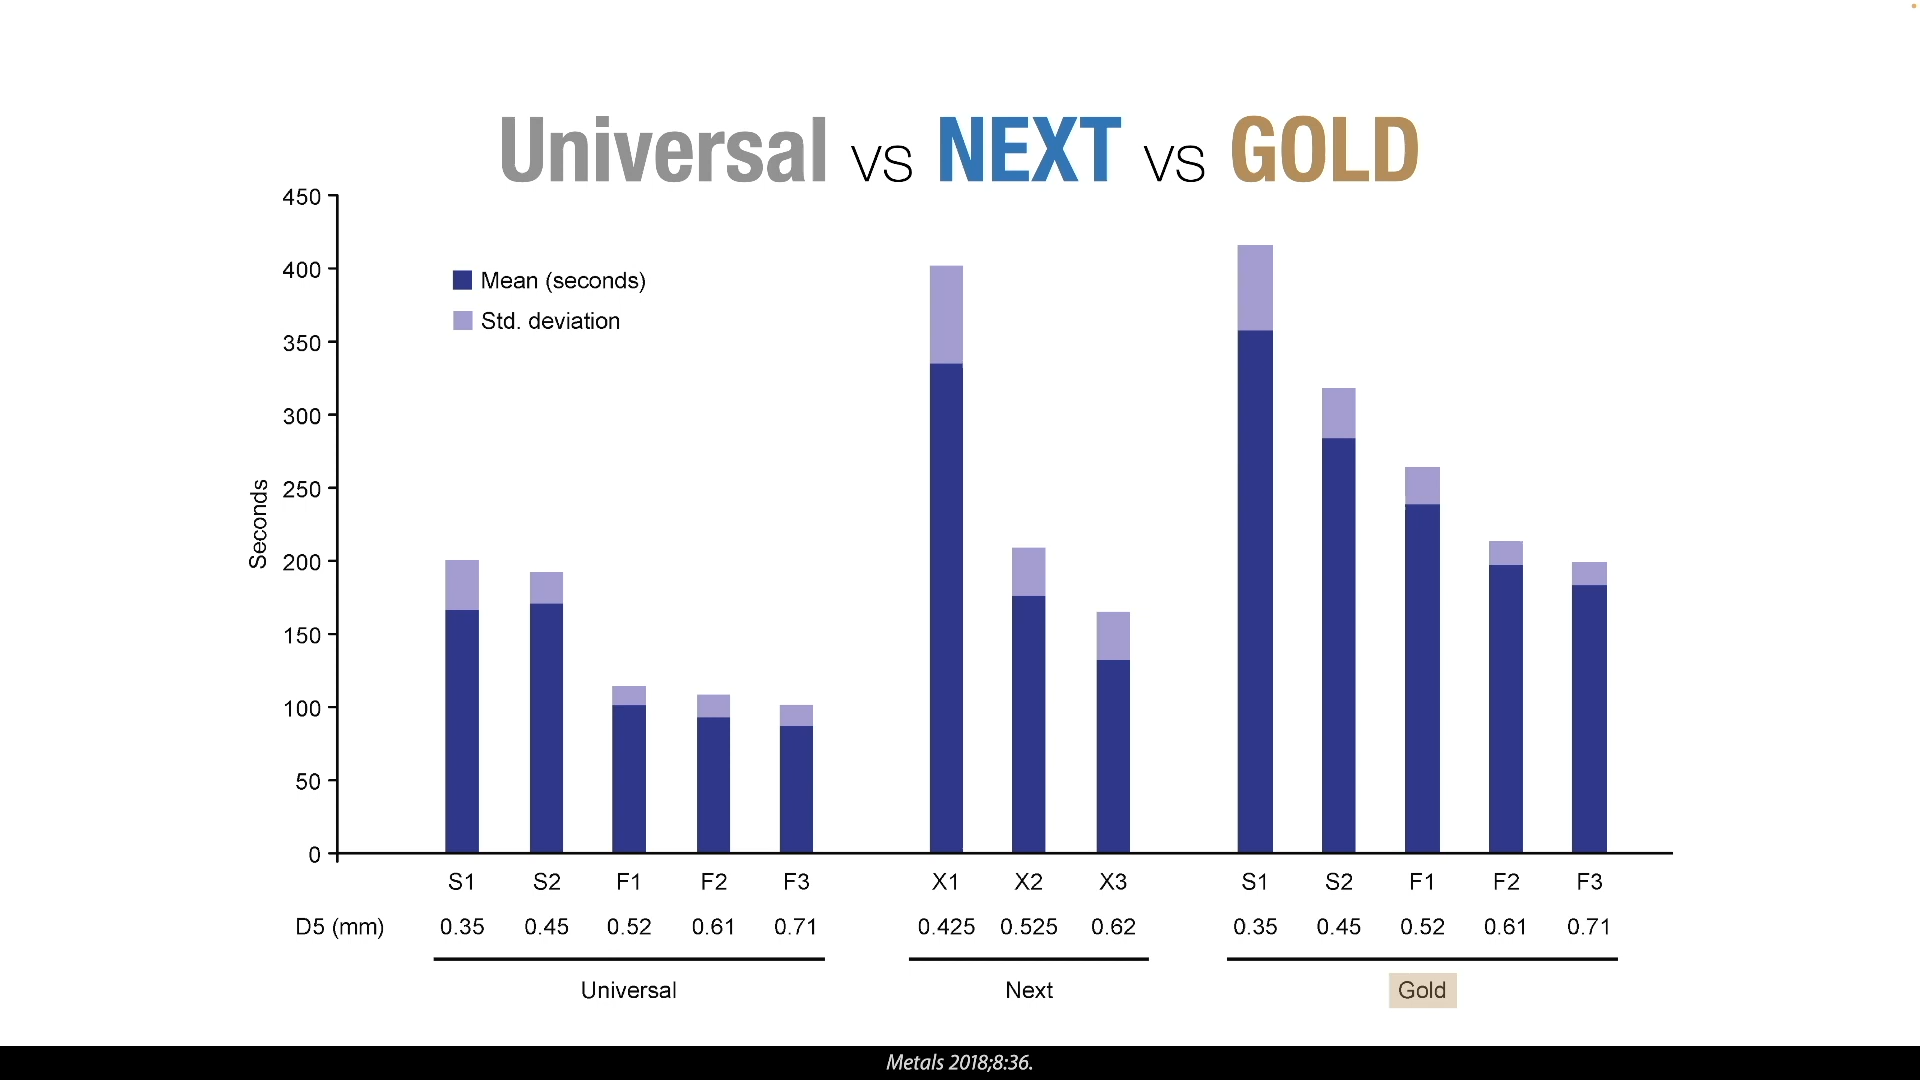 Universal vs NEXT vs GOLD
450
400
350
300
250
200
150
100
50
0
Seconds
Mean (seconds)
Std. deviation
S1 S2 F1 F2 F3 X1 X2 X3 S1 S2 F1 F2 F3
D5 (mm) 0.35 0.45 0.52 0.61 0.71 0.425 0.525 0.62 0.35 0.45 0.52 0.61 0.71
Universal Next Gold
Metals 2018;8:36.